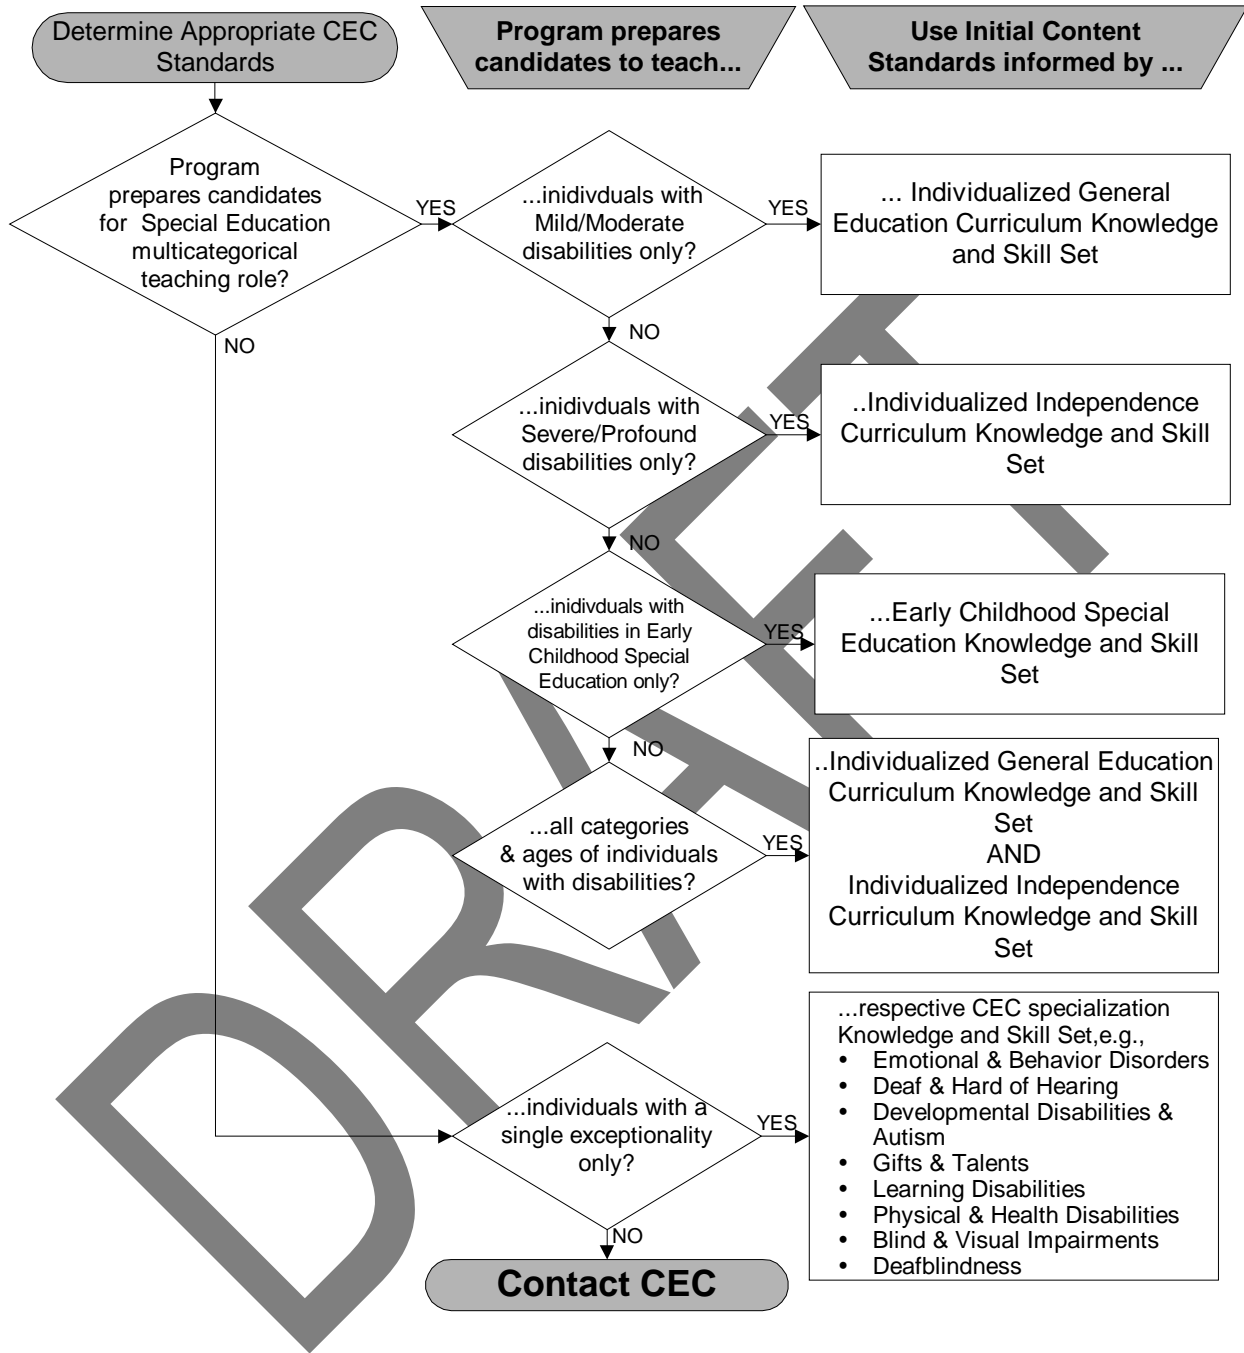 Determine Appropriate CEC
Standards
Program prepares
candidates to teach...
Use Initial Content
Standards informed by ...
Program
prepares candidates
for Special Education
multicategorical
teaching role?
YES
NO
...inidivduals with
Mild/Moderate
disabilities only?
YES
NO
... Individualized General
Education Curriculum Knowledge
and Skill Set
...inidivduals with
Severe/Profound
disabilities only?
YES
NO
..Individualized Independence
Curriculum Knowledge and Skill
Set
...inidivduals with
disabilities in Early
Childhood Special
Education only?
YES
NO
...Early Childhood Special
Education Knowledge and Skill
Set
...all categories
& ages of individuals
with disabilities?
YES
..Individualized General Education
Curriculum Knowledge and Skill
Set
AND
Individualized Independence
Curriculum Knowledge and Skill
Set
...individuals with a
single exceptionality
only?
YES
NO
...respective CEC specialization
Knowledge and Skill Set,e.g.,
• Emotional & Behavior Disorders
• Deaf & Hard of Hearing
• Developmental Disabilities &
Autism
• Gifts & Talents
• Learning Disabilities
• Physical & Health Disabilities
• Blind & Visual Impairments
• Deafblindness
Contact CEC
DRAFT